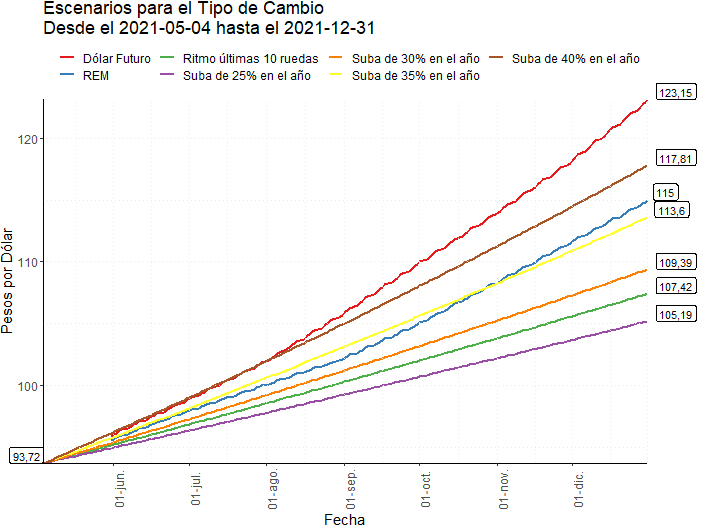 Escenarios para el Tipo de Cambio
Desde el 2021-05-04 hasta el 2021-12-31
Dólar Futuro
Ritmo últimas 10 ruedas
Suba de 30% en el año
Suba de 40% en el año
REM
Suba de 25% en el año
Suba de 35% en el año
123,15
120
117,81
115
113,6
110
109,39
107,42
105,19
100
93,72
Pesos por Dólar
01-jun.
01-jul.
01-ago.
01-sep.
01-oct.
01-nov.
01-dic.
Fecha